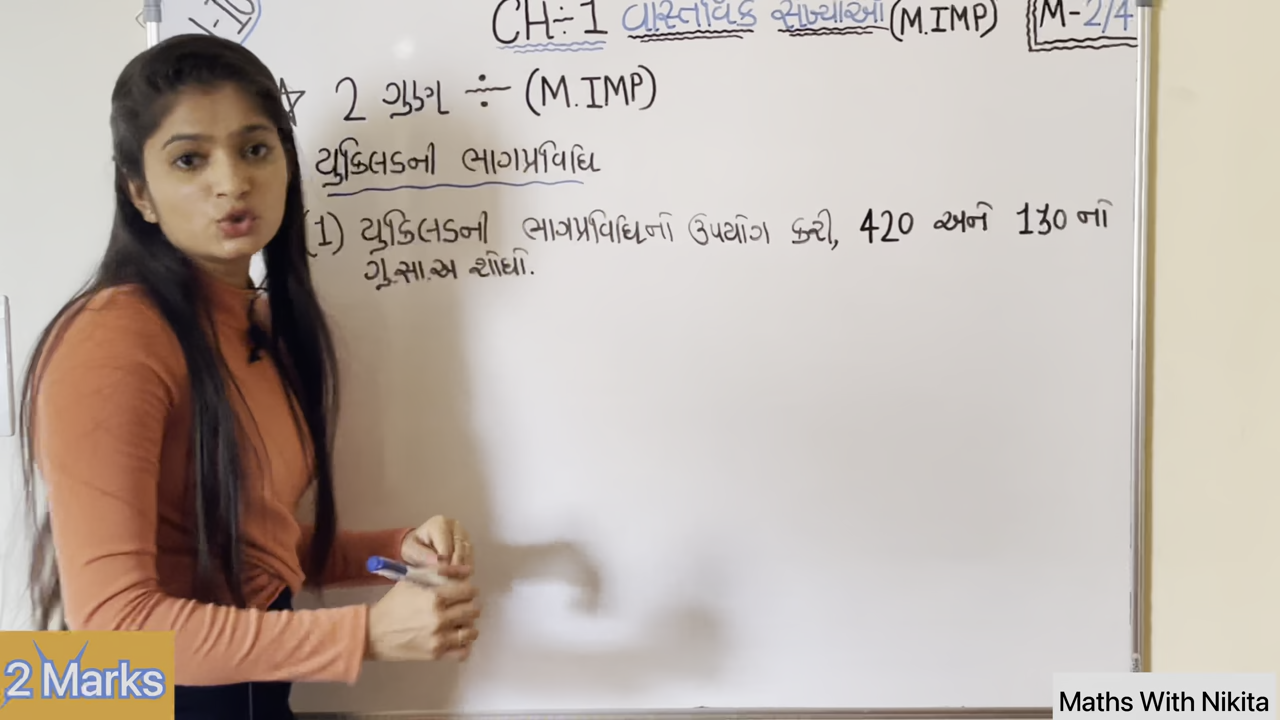 CH÷1 વાસ્તવિક સંખ્યાઓ (M.IMP)
M-2/4
☆ 2 ગુણ ÷ (M.IMP)
યુક્લિડની ભાગપ્રવિધિ
(1) યુક્લિડની ભાગપ્રવિધિનો ઉપયોગ કરી, 420 અને 130 નો
ગુ.સા.અ શોધો.
2 Marks
Maths With Nikita